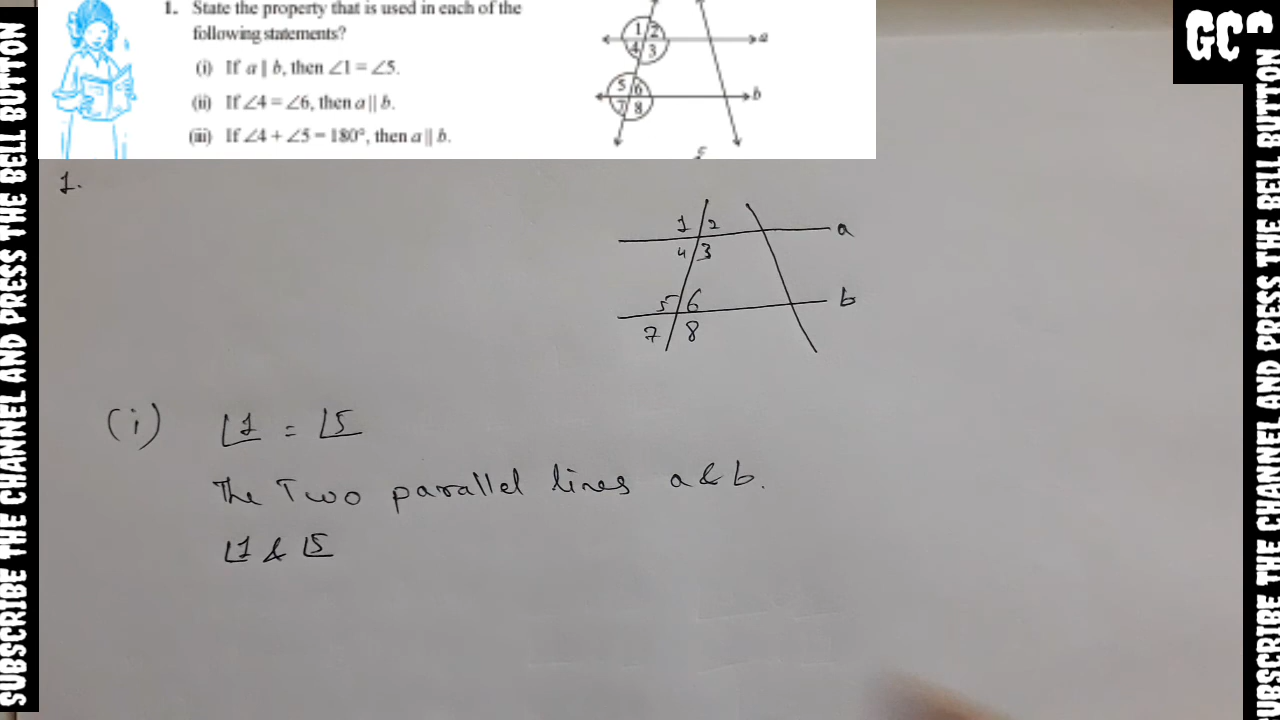 SUBSCRIBE THE CHANNEL AND PRESS THE BELL BUTTON
1. State the property that is used in each of the
following statements?
(i) If a || b, then ∠1 = ∠5.
(ii) If ∠4 = ∠6, then a || b.
(iii) If ∠4 + ∠5 = 180°, then a || b.
1 2
4 3
a
5 6
7 8
b
1.
1 2
a
4 3
5 6
b
7 8
(i) ∠1 = ∠5
The Two parallel lines a & b.
∠1 & ∠5
SUBSCRIBE THE CHANNEL AND PRESS THE BELL BUTTON